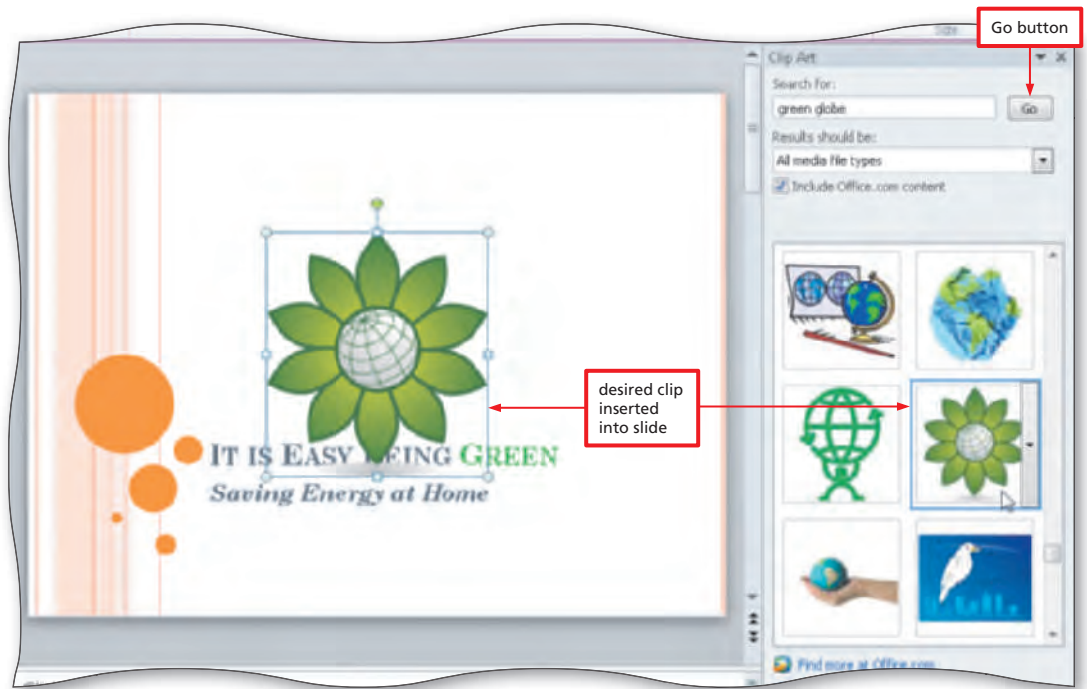 Size
Go button
Clip Art
Search for:
green globe
Go
Results should be:
All media file types
Include Office.com content
desired clip
inserted
into slide
IT IS EASY BEING GREEN
Saving Energy at Home
Find more at Office.com